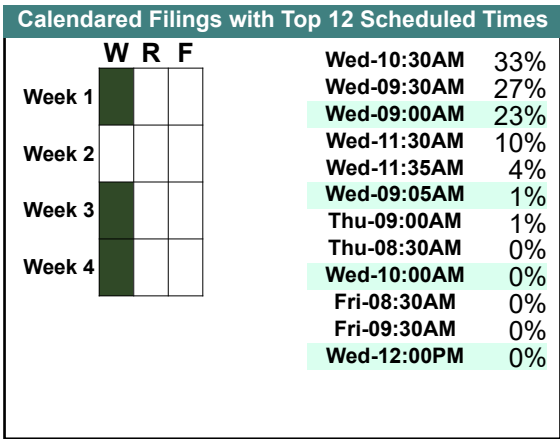 Calendared Filings with Top 12 Scheduled Times
W R F
Week 1
Week 2
Week 3
Week 4
Wed-10:30AM 33%
Wed-09:30AM 27%
Wed-09:00AM 23%
Wed-11:30AM 10%
Wed-11:35AM 4%
Wed-09:05AM 1%
Thu-09:00AM 1%
Thu-08:30AM 0%
Wed-10:00AM 0%
Fri-08:30AM 0%
Fri-09:30AM 0%
Wed-12:00PM 0%